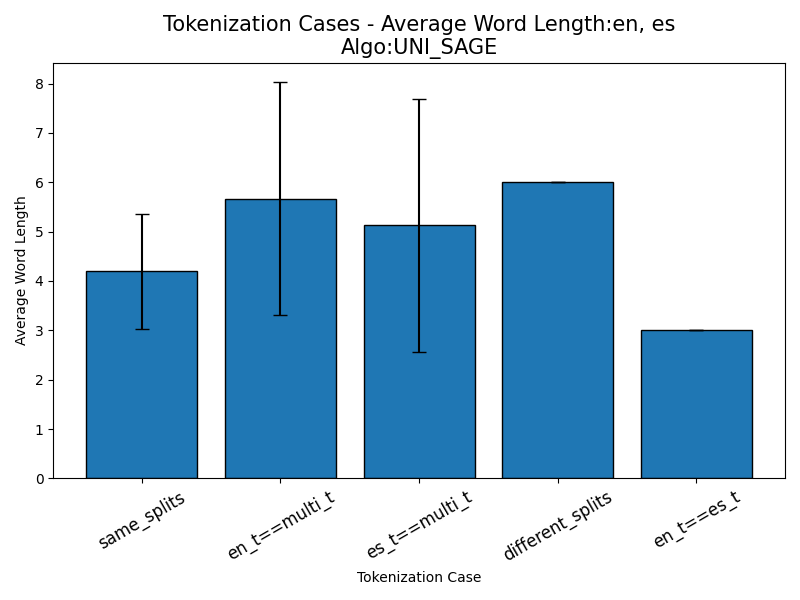 Tokenization Cases - Average Word Length:en, es
Algo:UNI_SAGE
Average Word Length
8
7
6
5
4
3
2
1
0
same_splits
en_t==multi_t
es_t==multi_t
different_splits
en_t==es_t
Tokenization Case